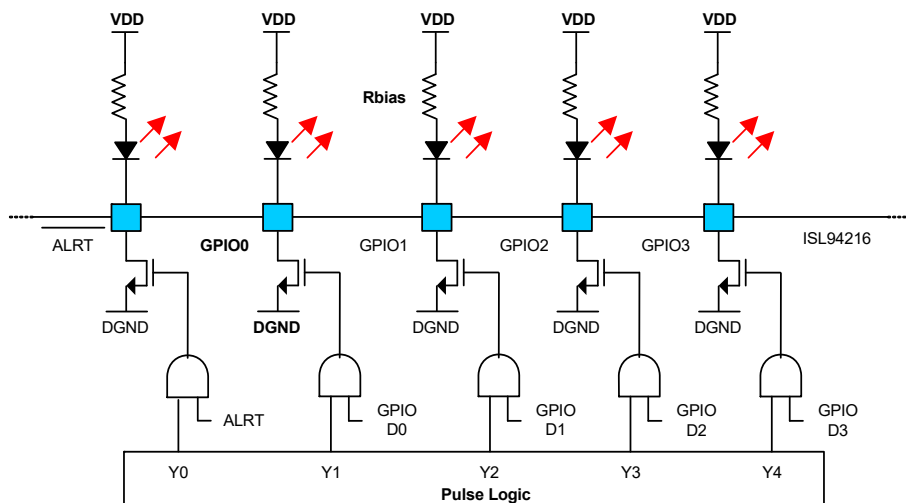 VDD
VDD
VDD
VDD
VDD
Rbias
ALRT
GPIO0
GPIO1
GPIO2
GPIO3
ISL94216
DGND
DGND
DGND
DGND
DGND
ALRT
GPIO
D0
GPIO
D1
GPIO
D2
GPIO
D3
Y0
Y1
Y2
Y3
Y4
Pulse Logic